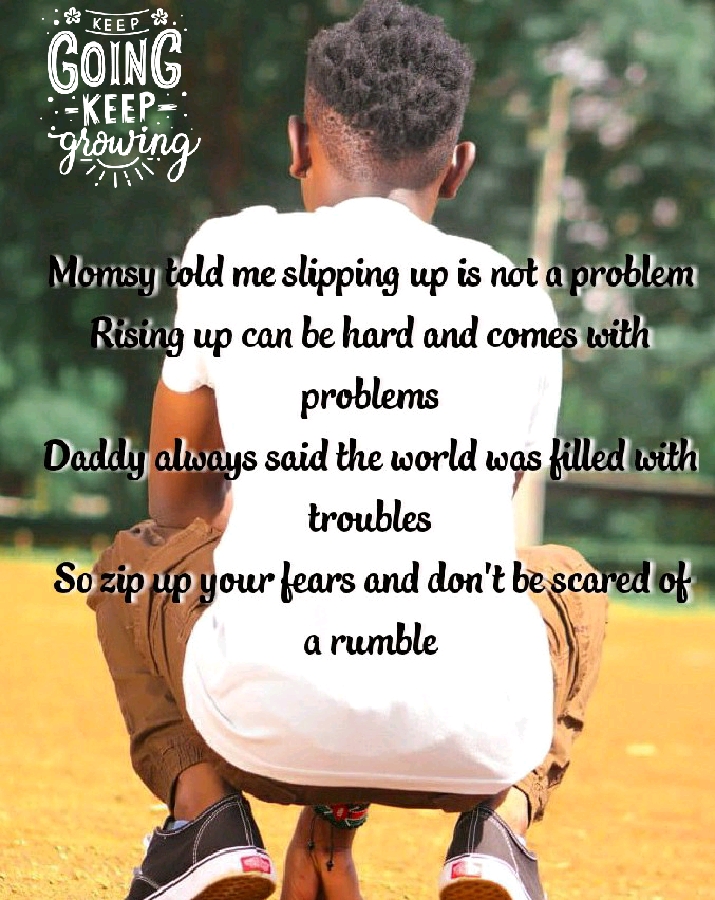 KEEP
GOING
KEEP
growing
Momsy told me slipping up is not a problem
Rising up can be hard and comes with
problems
Daddy always said the world was filled with
troubles
So zip up your fears and don't be scared of
a rumble